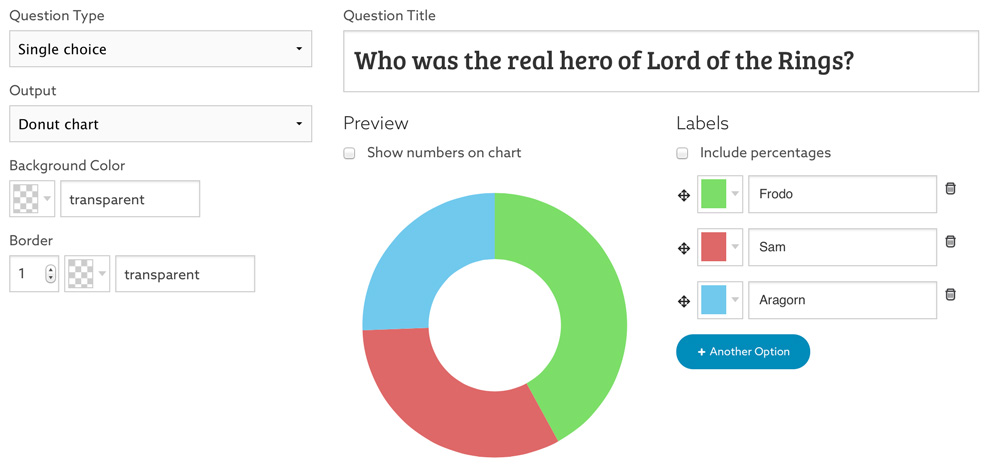 Question Type
Single choice
Output
Donut chart
Background Color
transparent
Border
1
transparent
Question Title
Who was the real hero of Lord of the Rings?
Preview
Show numbers on chart
Labels
Include percentages
Frodo
Sam
Aragorn
+ Another Option